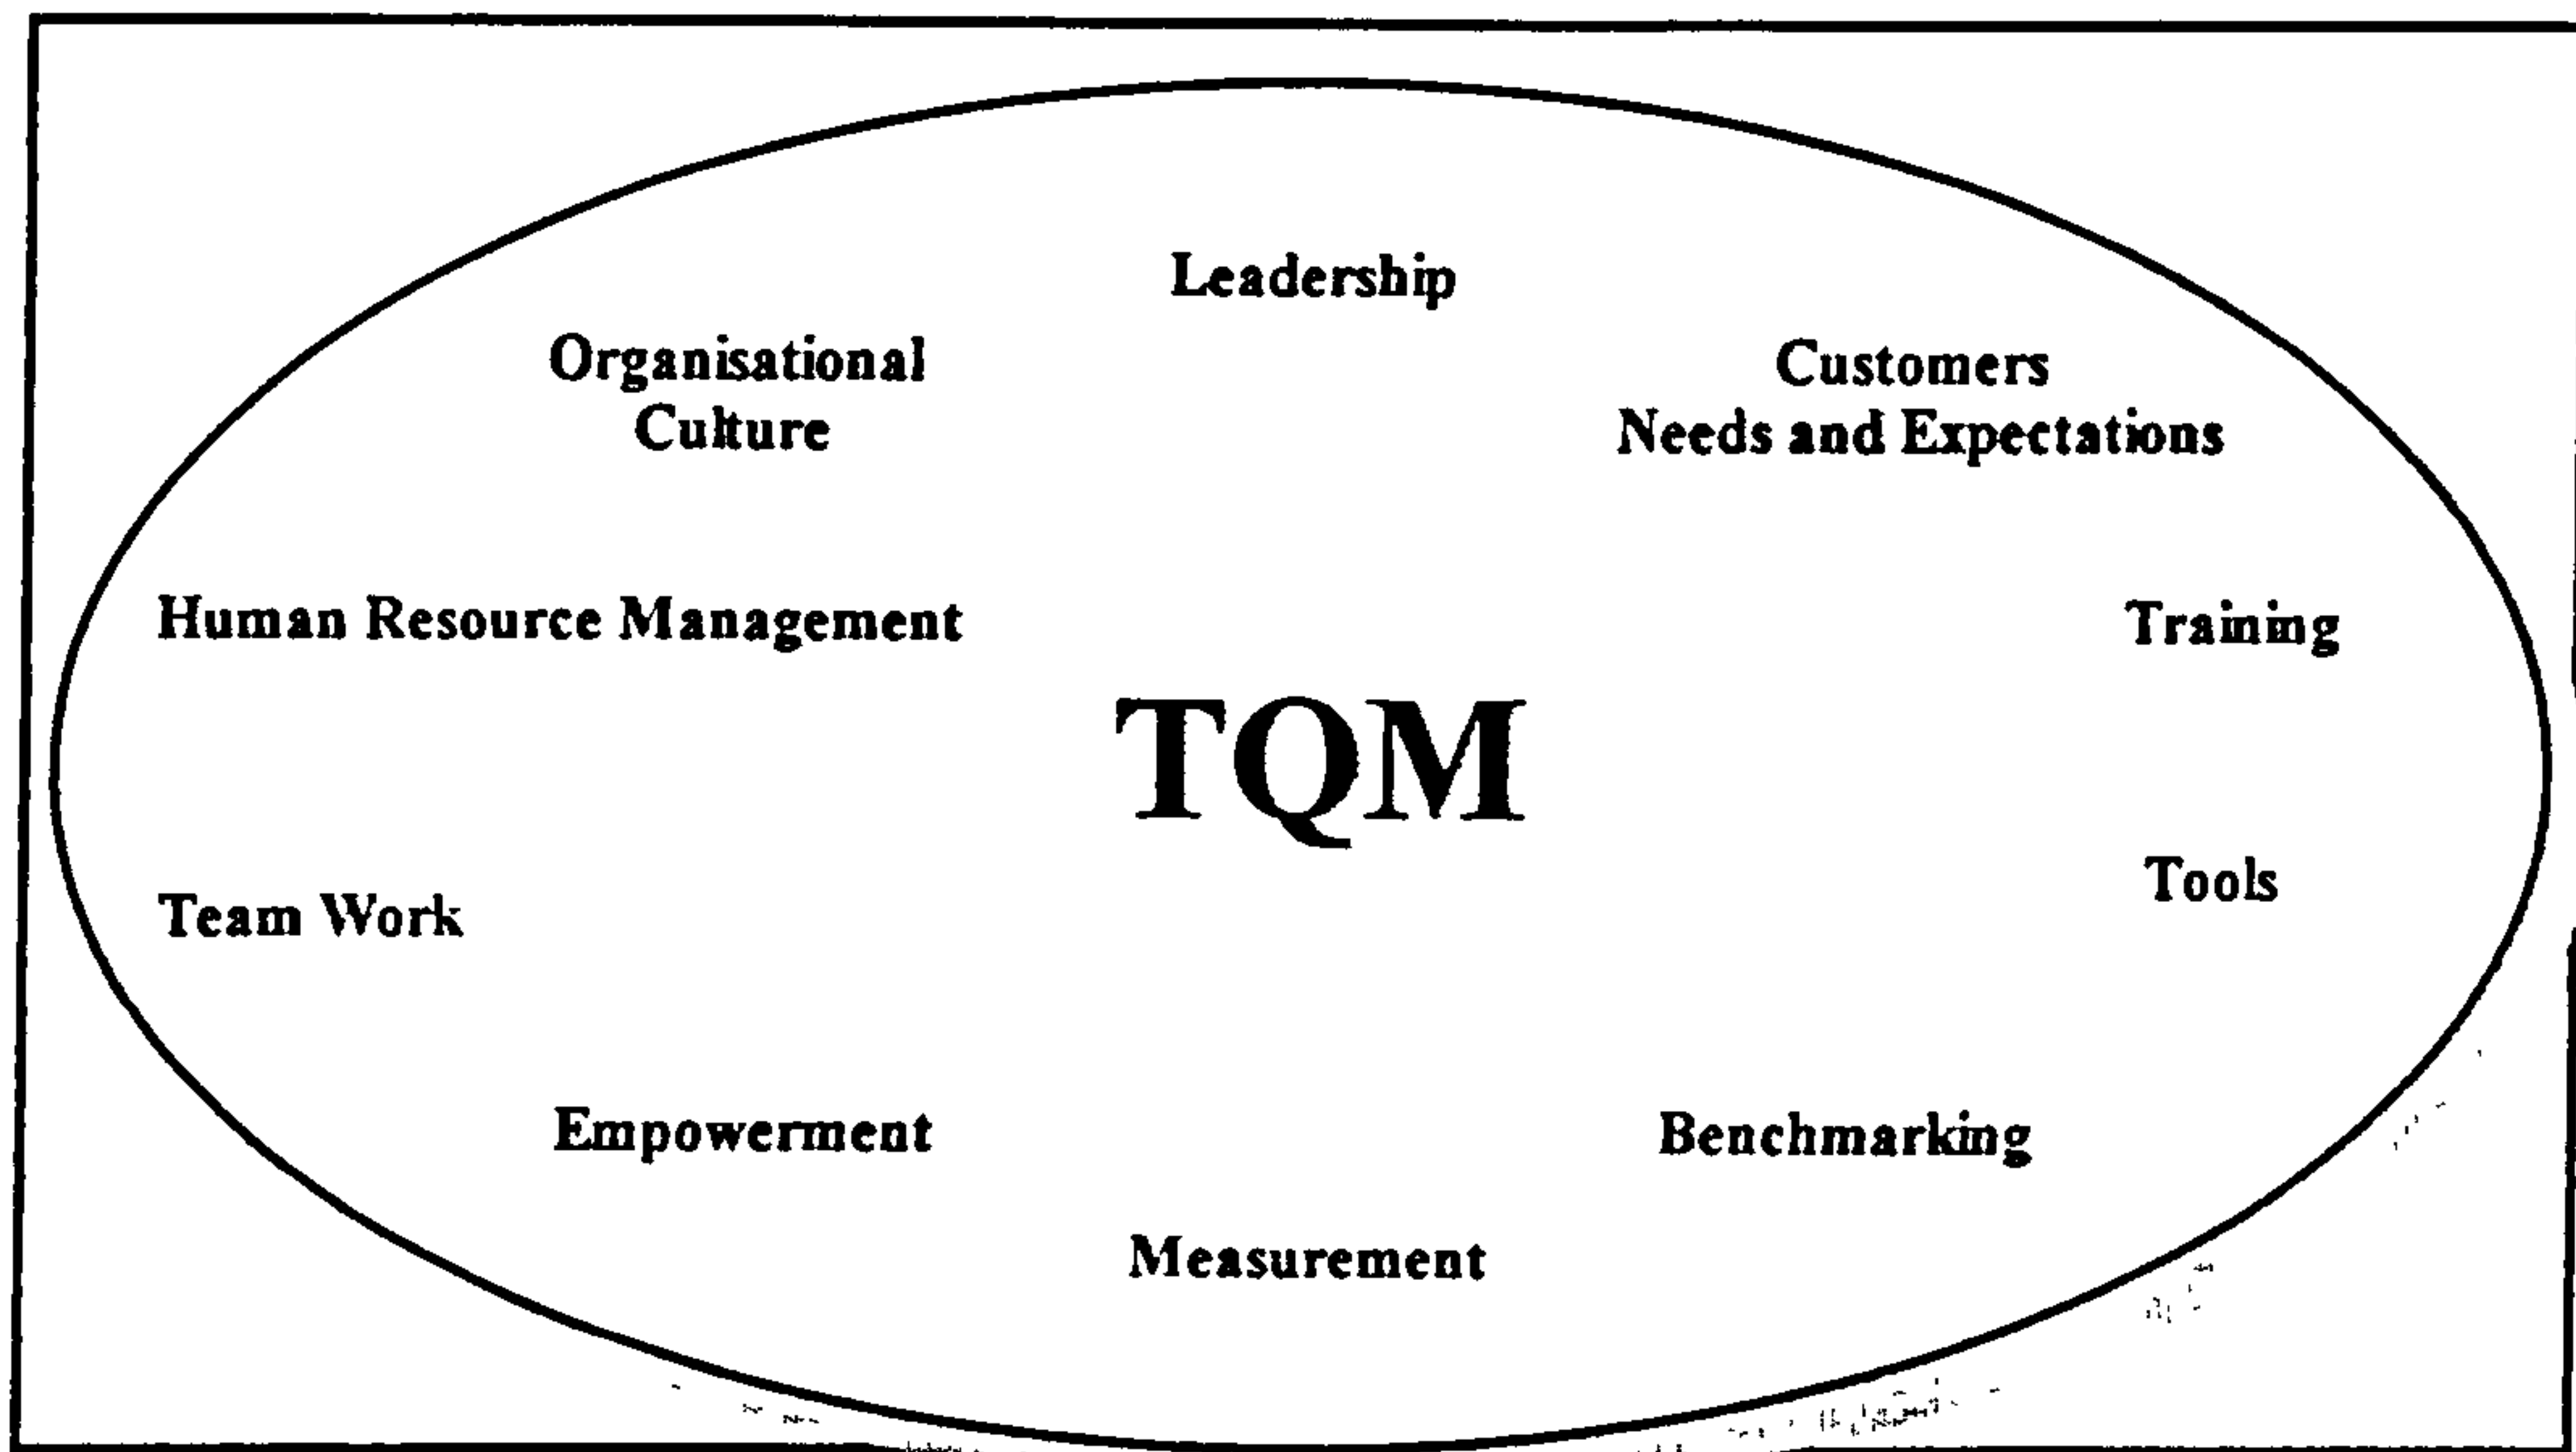 Leadership
Organisational
Culture
Customers
Needs and Expectations
Human Resource Management
Training
TQM
Tools
Team Work
Empowerment
Benchmarking
Measurement